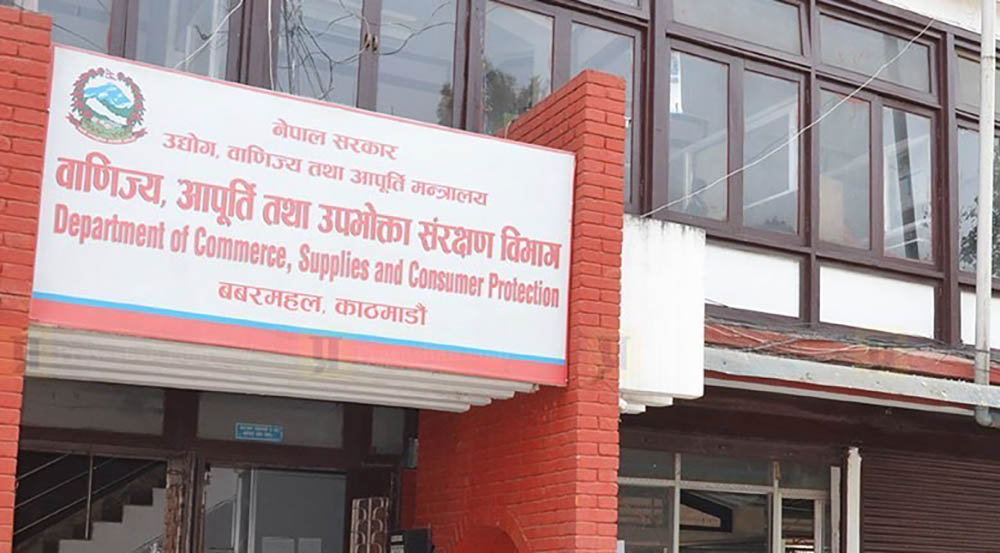 नेपाल सरकार
उद्योग, वाणिज्य तथा आपूर्ति मन्त्रालय
वाणिज्य, आपूर्ति तथा उपभोक्ता संरक्षण विभाग
Department of Commerce, Supplies and Consumer Protection
बबरमहल, काठमाडौं